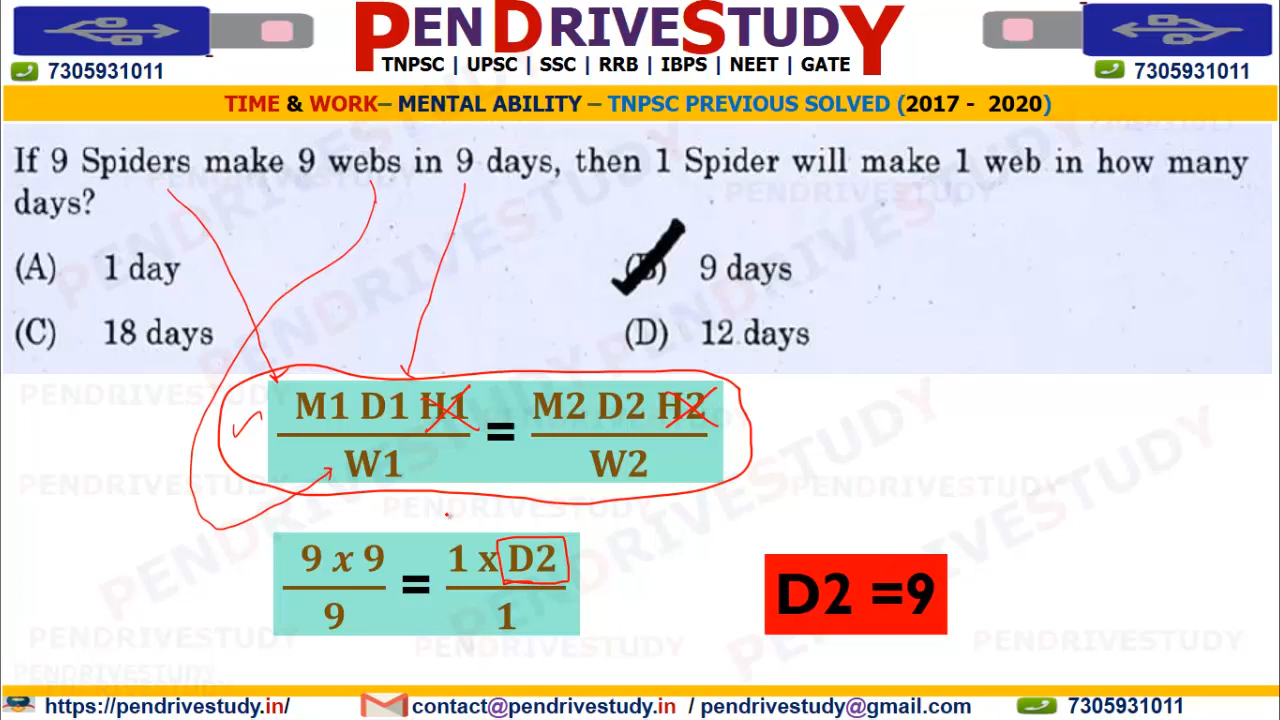 PENDRIVESTUDY
TNPSC | UPSC | SSC | RRB | IBPS | NEET | GATE
7305931011
7305931011
TIME & WORK– MENTAL ABILITY – TNPSC PREVIOUS SOLVED (2017 - 2020)
If 9 Spiders make 9 webs in 9 days, then 1 Spider will make 1 web in how many
days?
(A) 1 day
(B) 9 days
(C) 18 days
(D) 12 days
M1 D1 H1 = M2 D2 H2
W1 W2
9 x 9 = 1 x D2
9 1
D2 =9
https://pendrivestudy.in/ contact@pendrivestudy.in / pendrivestudy@gmail.com 7305931011